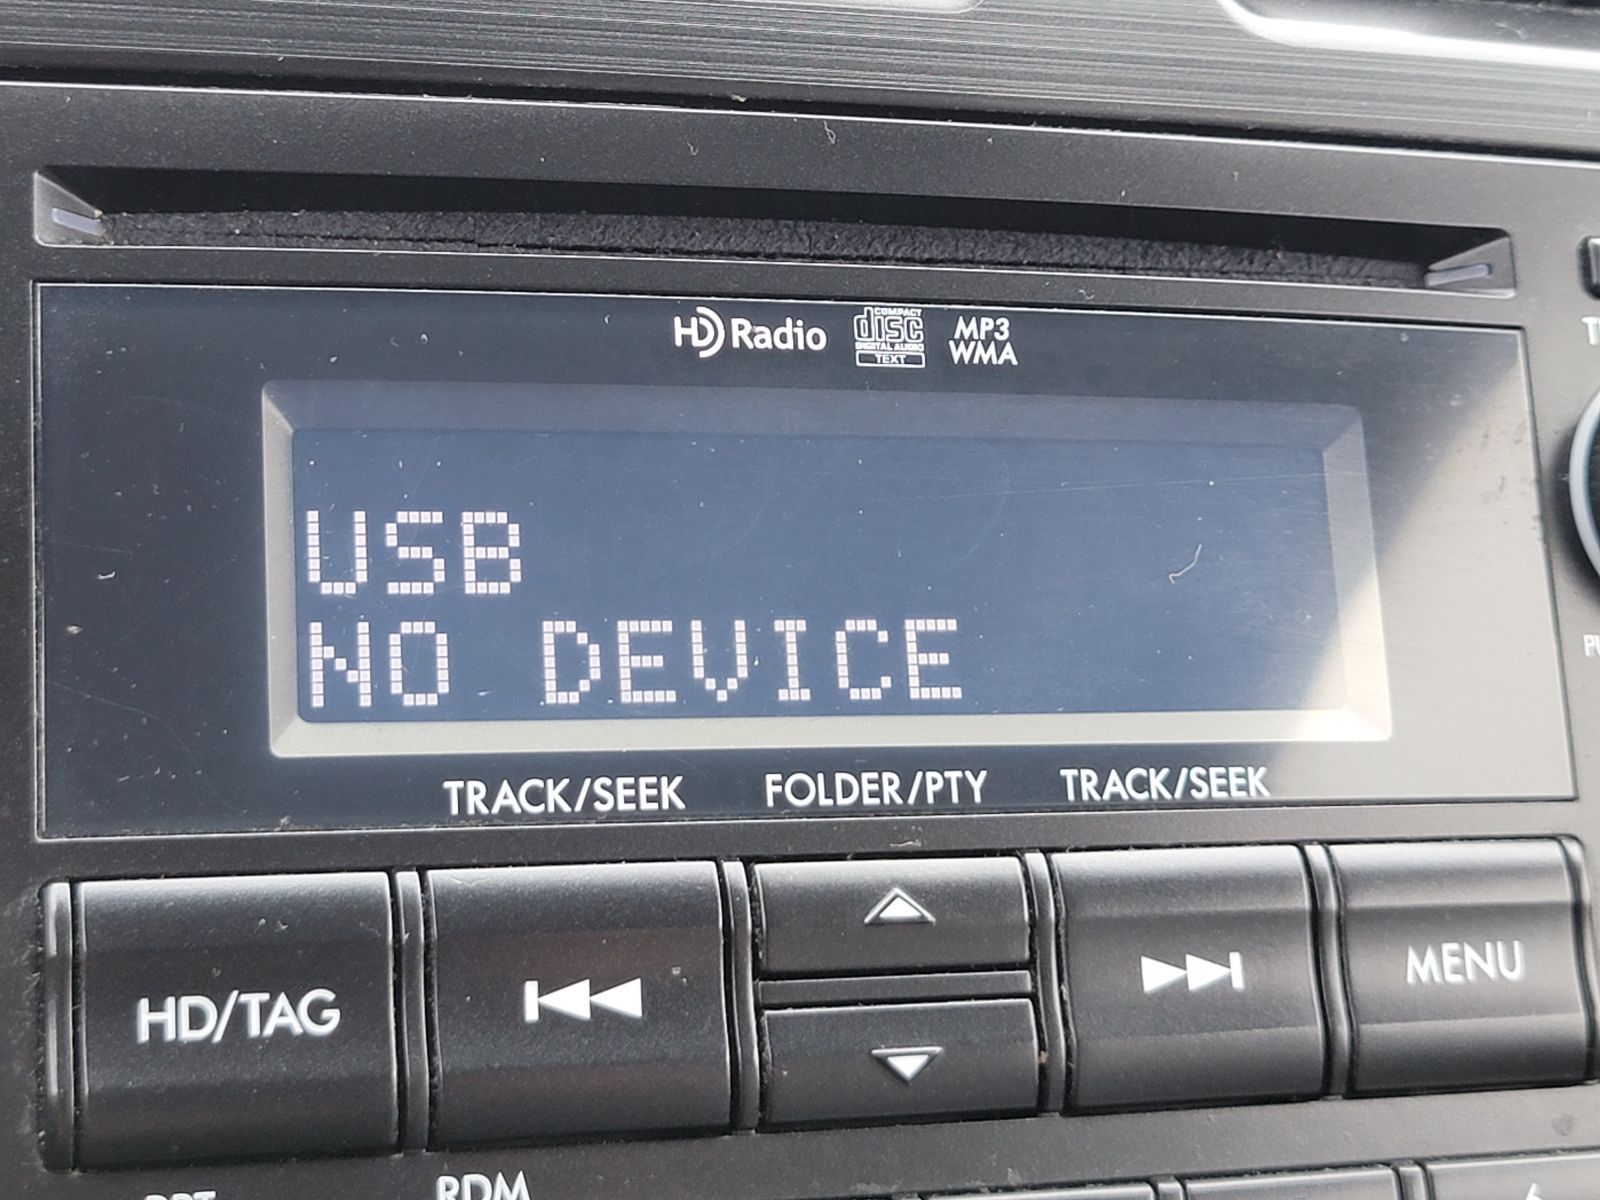 HD Radio
COMPACT
disc
DIGITAL AUDIO
TEXT
MP3
WMA
USB
NO DEVICE
TRACK/SEEK FOLDER/PTY TRACK/SEEK
HD/TAG
MENU
RDM